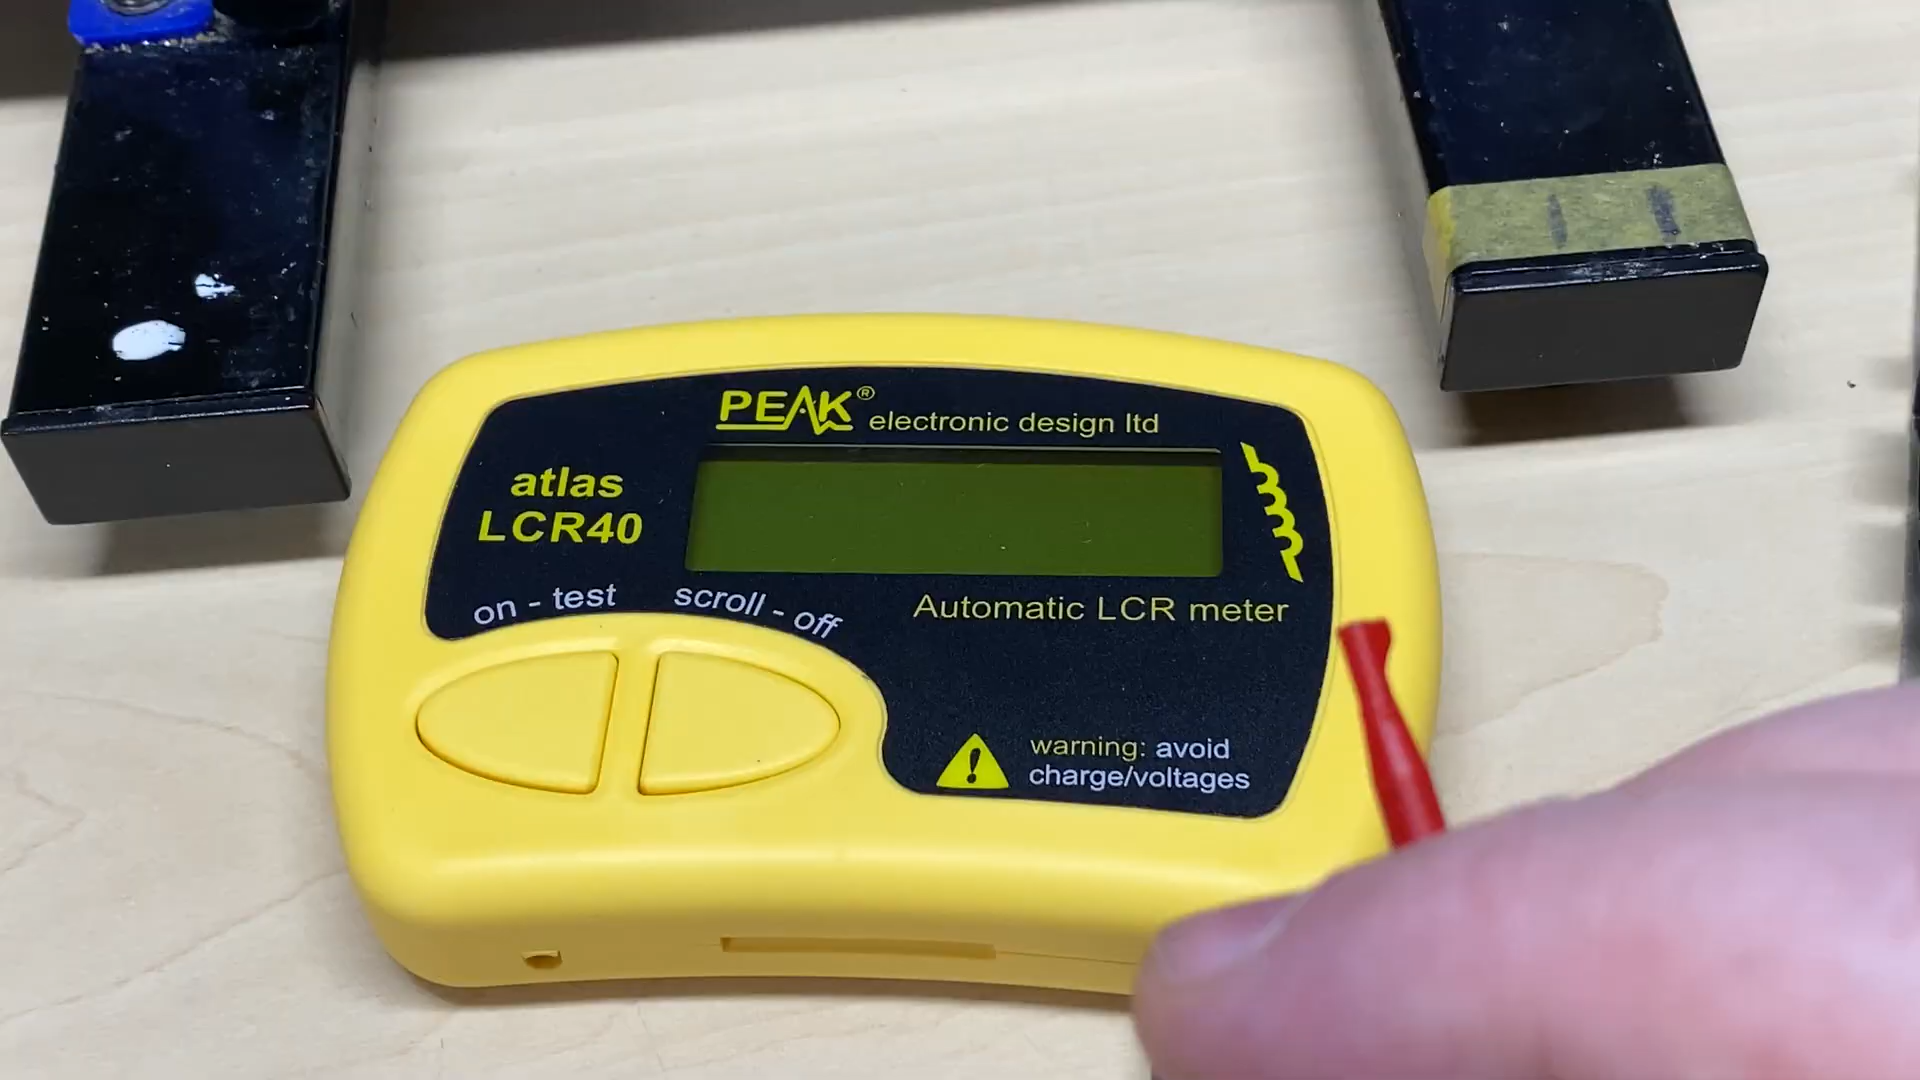 PEAK® electronic design ltd
atlas
LCR40
on - test
scroll - off
Automatic LCR meter
warning: avoid
charge/voltages